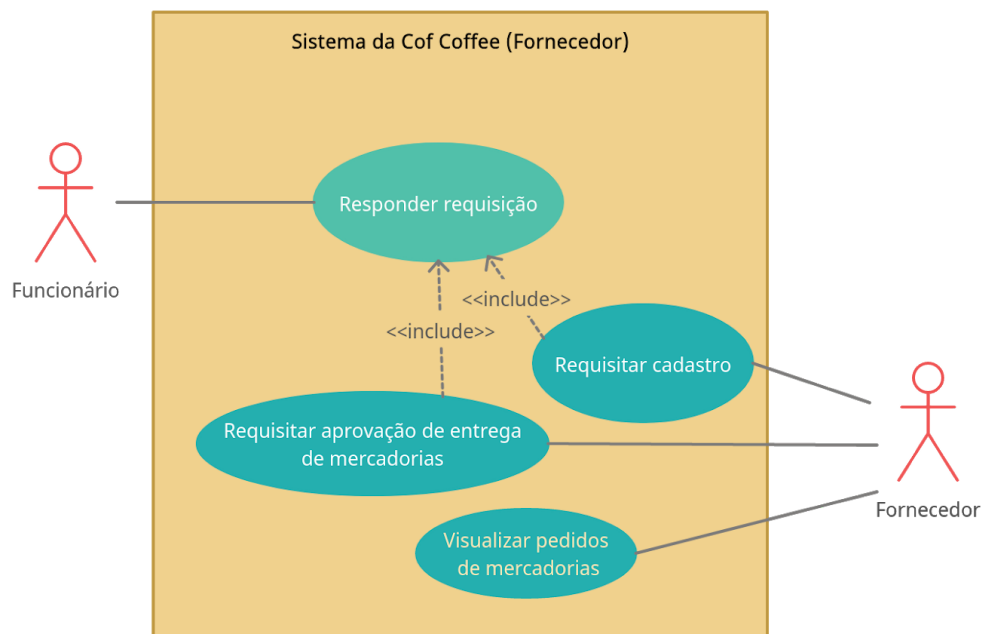 Sistema da Cof Coffee (Fornecedor)
Responder requisição
Funcionário
<<include>>
<<include>>
Requisitar cadastro
Requisitar aprovação de entrega
de mercadorias
Fornecedor
Visualizar pedidos
de mercadorias